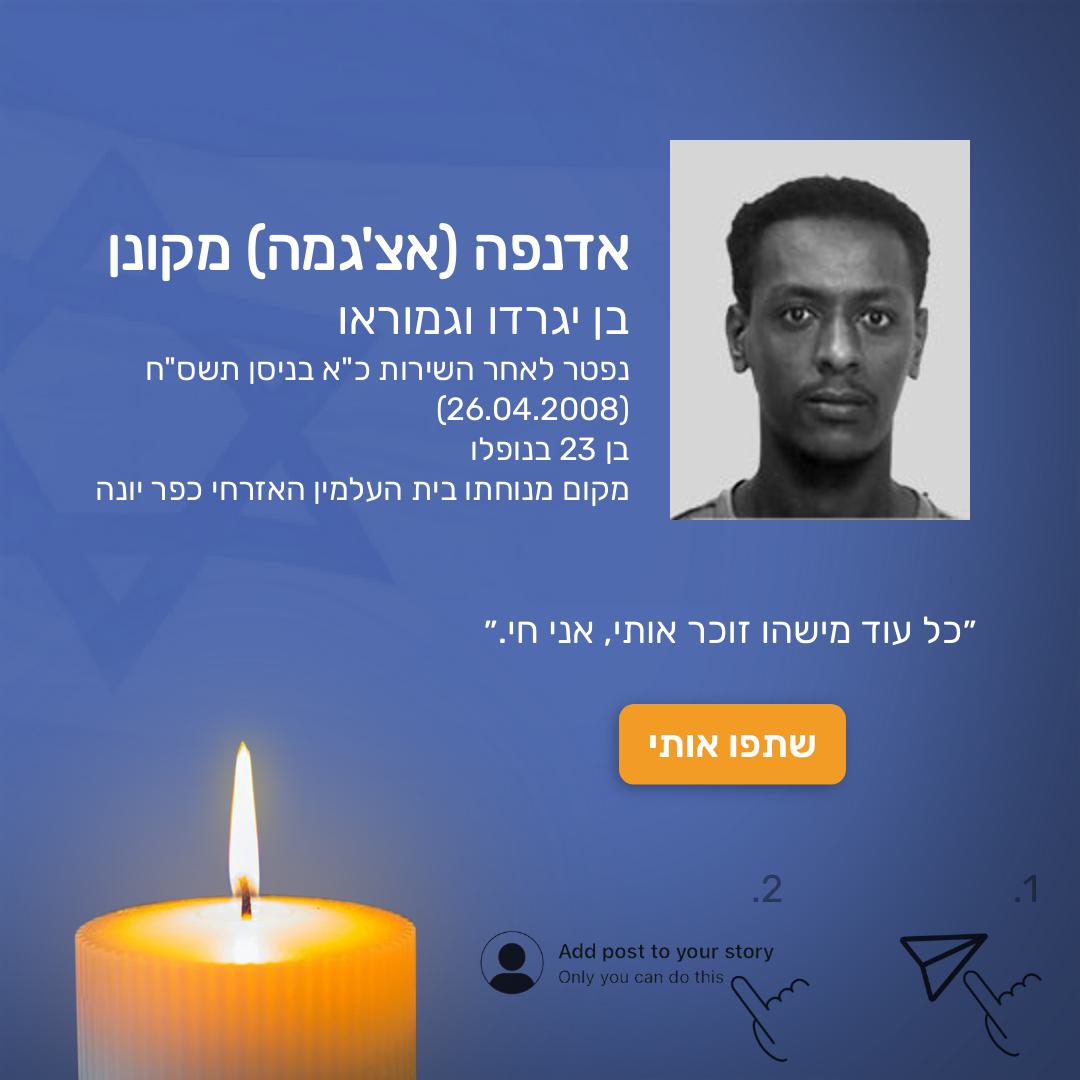 אדנפה (אצ'גמה) מקונן
בן יגרדו וגמוראו
נפטר לאחר השירות כ"א בניסן תשס"ח
(26.04.2008)
בן 23 בנופלו
מקום מנוחתו בית העלמין האזרחי כפר יונה
״כל עוד מישהו זוכר אותי, אני חי.״
שתפו אותי
1.
2.
Add post to your story
Only you can do this